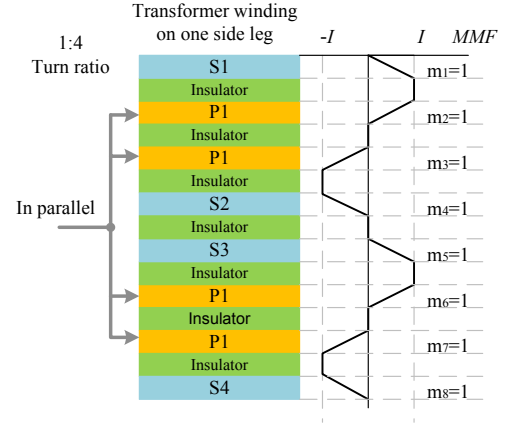 Transformer winding
on one side leg
-I I MMF
1:4
Turn ratio
S1
m1=1
Insulator
P1
m2=1
Insulator
P1
m3=1
Insulator
In parallel
S2
m4=1
Insulator
S3
m5=1
Insulator
P1
m6=1
Insulator
P1
m7=1
Insulator
S4
m8=1